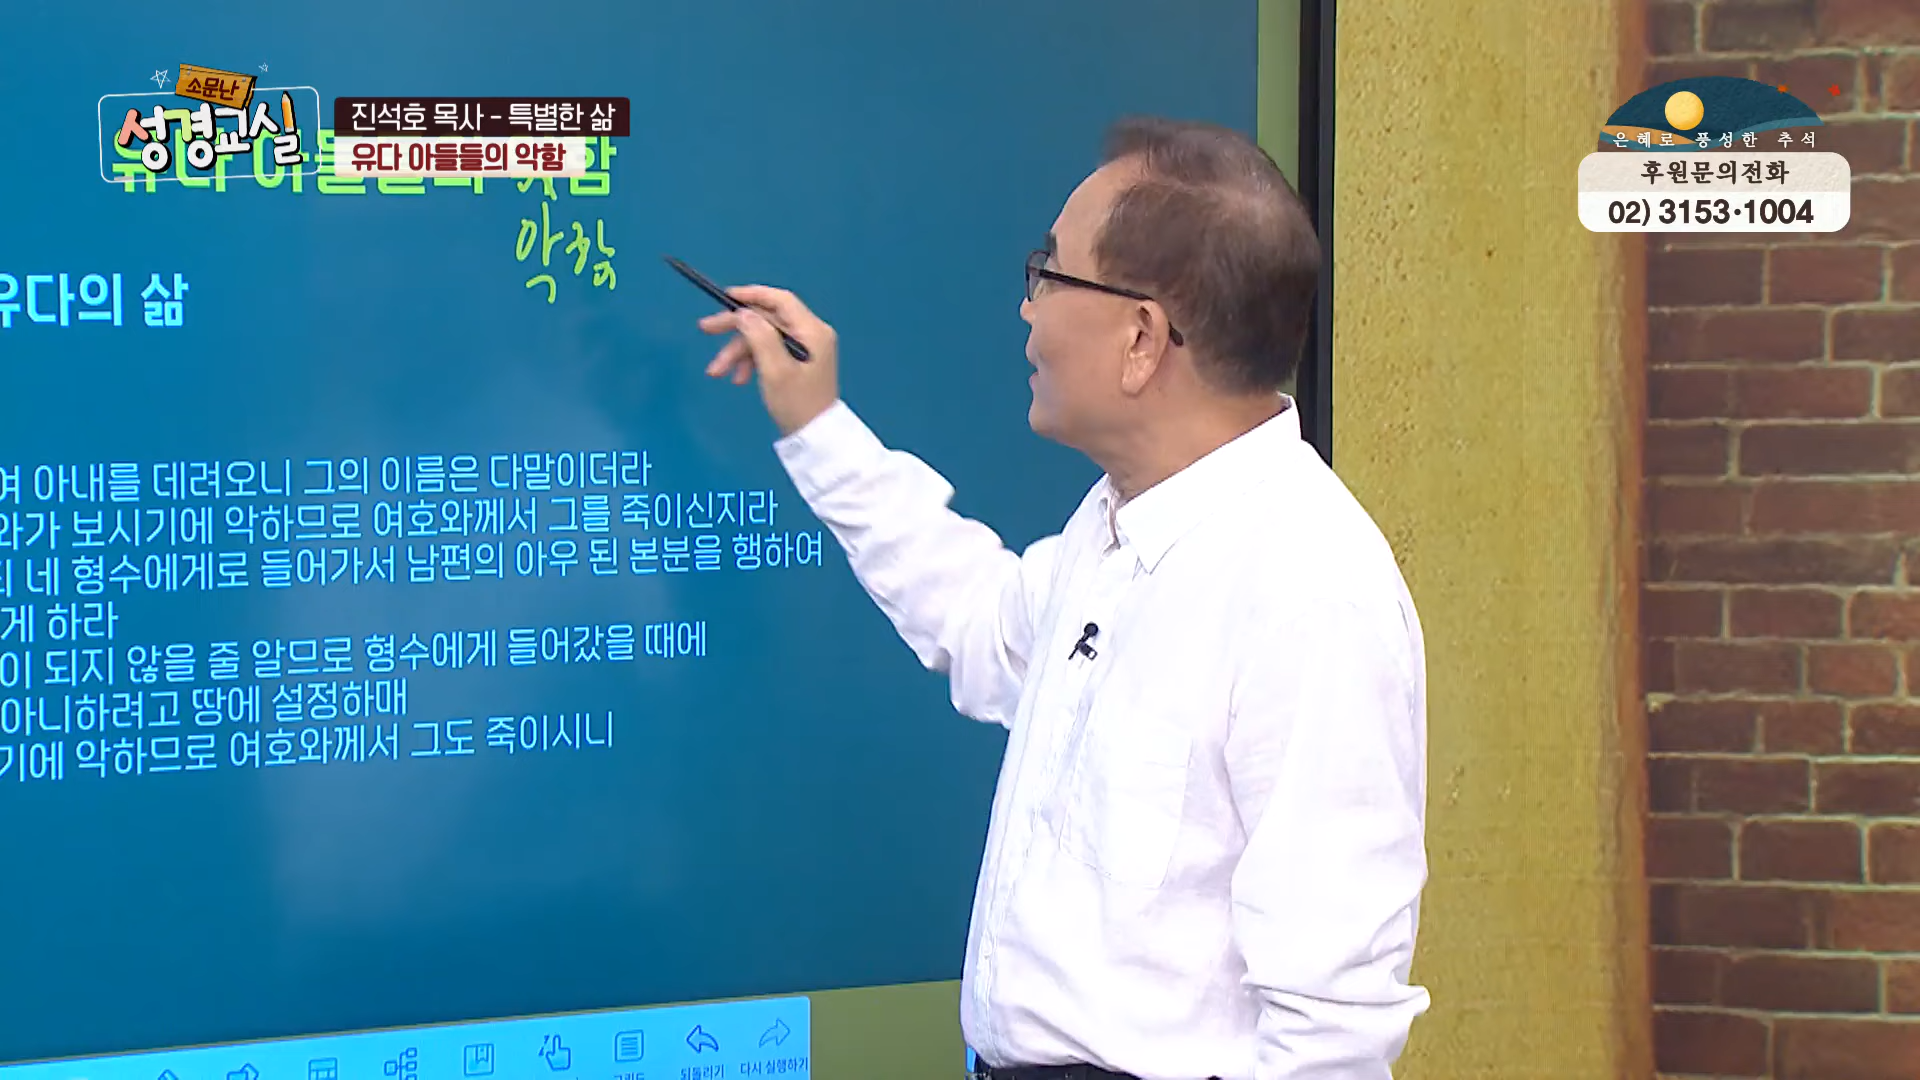 소문난
성경교실
진석호 목사 - 특별한 삶
유다 아들들의 악함
은혜로 풍성한 추석
후원문의전화
02) 3153·1004
악함
유다의 삶
여 아내를 데려오니 그의 이름은 다말이더라
와가 보시기에 악하므로 여호와께서 그를 죽이신지라
네 형수에게로 들어가서 남편의 아우 된 본분을 행하여
게 하라
이 되지 않을 줄 알므로 형수에게 들어갔을 때에
아니하려고 땅에 설정하매
기에 악하므로 여호와께서 그도 죽이시니
되돌리기
다시 실행하기